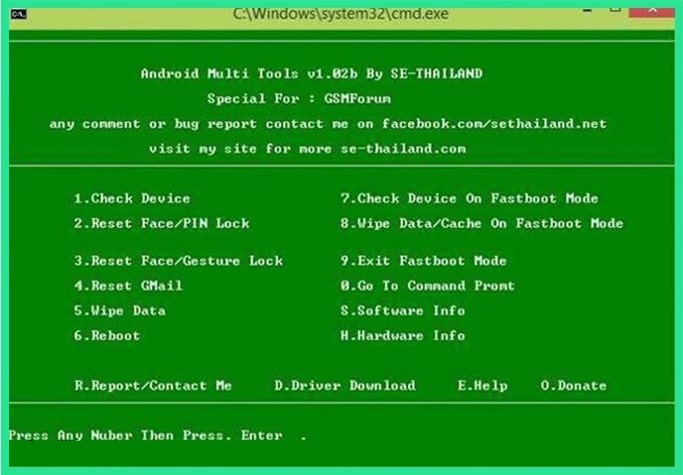 C:\Windows\system32\cmd.exe
Android Multi Tools v1.02b By SE-THAILAND
Special For : GSMForum
any comment or bug report contact me on facebook.com/sethailand.net
visit my site for more se-thailand.com
1.Check Device 7.Check Device On Fastboot Mode
2.Reset Face/PIN Lock 8.Wipe Data/Cache On Fastboot Mode
3.Reset Face/Gesture Lock 9.Exit Fastboot Mode
4.Reset GMail 0.Go To Command Promt
5.Wipe Data S.Software Info
6.Reboot H.Hardware Info
R.Report/Contact Me D.Driver Download E.Help O.Donate
Press Any Nuber Then Press. Enter .